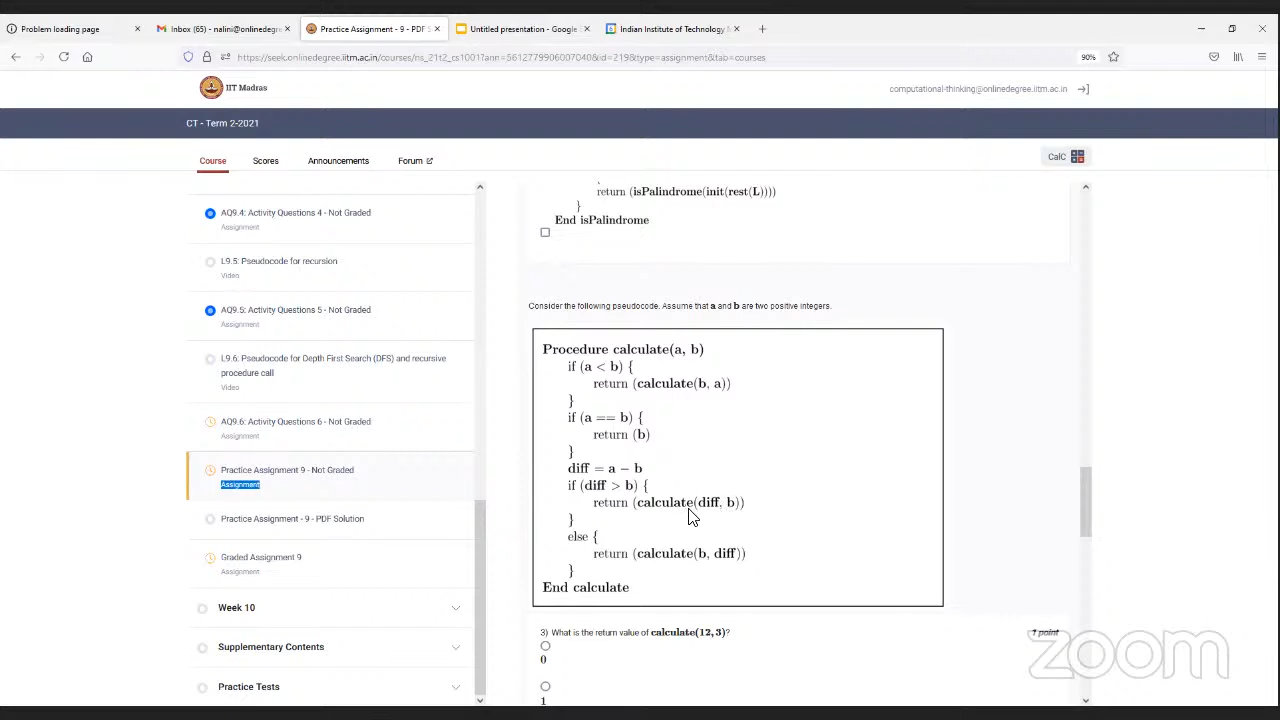 Problem loading page
Inbox (65) - nalini@onlinedegre
Practice Assignment - 9 - PDF S
Untitled presentation - Google
Indian Institute of Technology M
https://seek.onlinedegree.iitm.ac.in/courses/ns_21t2_cs1001?ann=5612779906007040&id=219&type=assignment&tab=courses
90%
IIT Madras
computational-thinking@onlinedegree.iitm.ac.in
CT - Term 2-2021
Course
Scores
Announcements
Forum
CalC
AQ9.4: Activity Questions 4 - Not Graded
Assignment
L9.5: Pseudocode for recursion
Video
AQ9.5: Activity Questions 5 - Not Graded
Assignment
L9.6: Pseudocode for Depth First Search (DFS) and recursive
procedure call
Video
AQ9.6: Activity Questions 6 - Not Graded
Assignment
Practice Assignment 9 - Not Graded
Assignment
Practice Assignment - 9 - PDF Solution
Graded Assignment 9
Assignment
Week 10
Supplementary Contents
Practice Tests
return (isPalindrome(init(rest(L))))
}
End isPalindrome
Consider the following pseudocode. Assume that a and b are two positive integers.
Procedure calculate(a, b)
if (a < b) {
return (calculate(b, a))
}
if (a == b) {
return (b)
}
diff = a − b
if (diff > b) {
return (calculate(diff, b))
}
else {
return (calculate(b, diff))
}
End calculate
3) What is the return value of calculate(12, 3)?
1 point
0
1
zoom